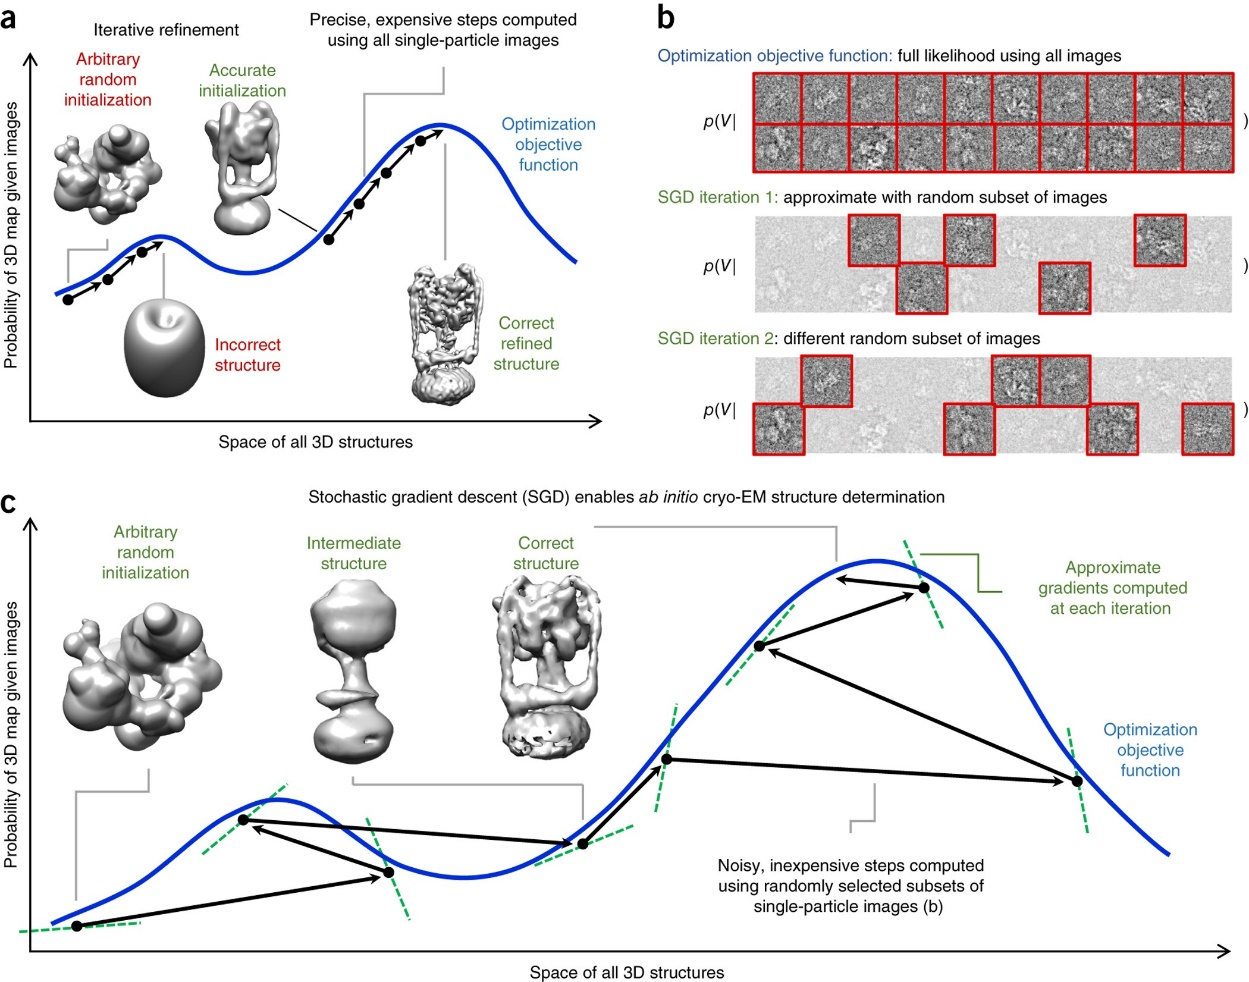 a
Iterative refinement
Precise, expensive steps computed
using all single-particle images
Arbitrary
random
initialization
Accurate
initialization
Optimization
objective
function
Incorrect
structure
Correct
refined
structure
Probability of 3D map given images
Space of all 3D structures
b
Optimization objective function: full likelihood using all images
p(V| )
SGD iteration 1: approximate with random subset of images
p(V| )
SGD iteration 2: different random subset of images
p(V| )
c
Stochastic gradient descent (SGD) enables ab initio cryo-EM structure determination
Arbitrary
random
initialization
Intermediate
structure
Correct
structure
Approximate
gradients computed
at each iteration
Optimization
objective
function
Noisy, inexpensive steps computed
using randomly selected subsets of
single-particle images (b)
Probability of 3D map given images
Space of all 3D structures